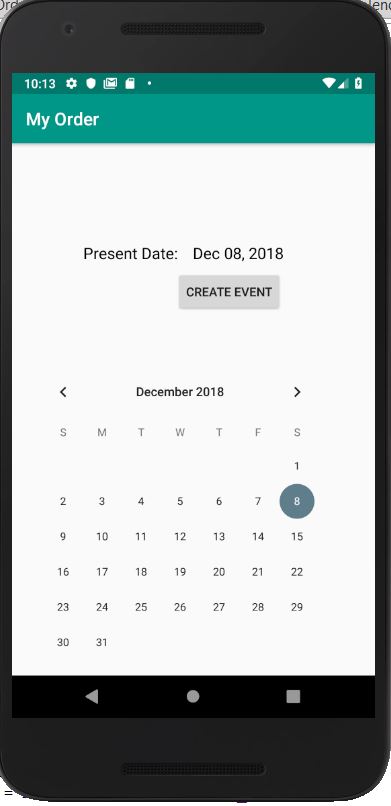 10:13
My Order
Present Date: Dec 08, 2018
CREATE EVENT
December 2018
S M T W T F S
1
2 3 4 5 6 7 8
9 10 11 12 13 14 15
16 17 18 19 20 21 22
23 24 25 26 27 28 29
30 31